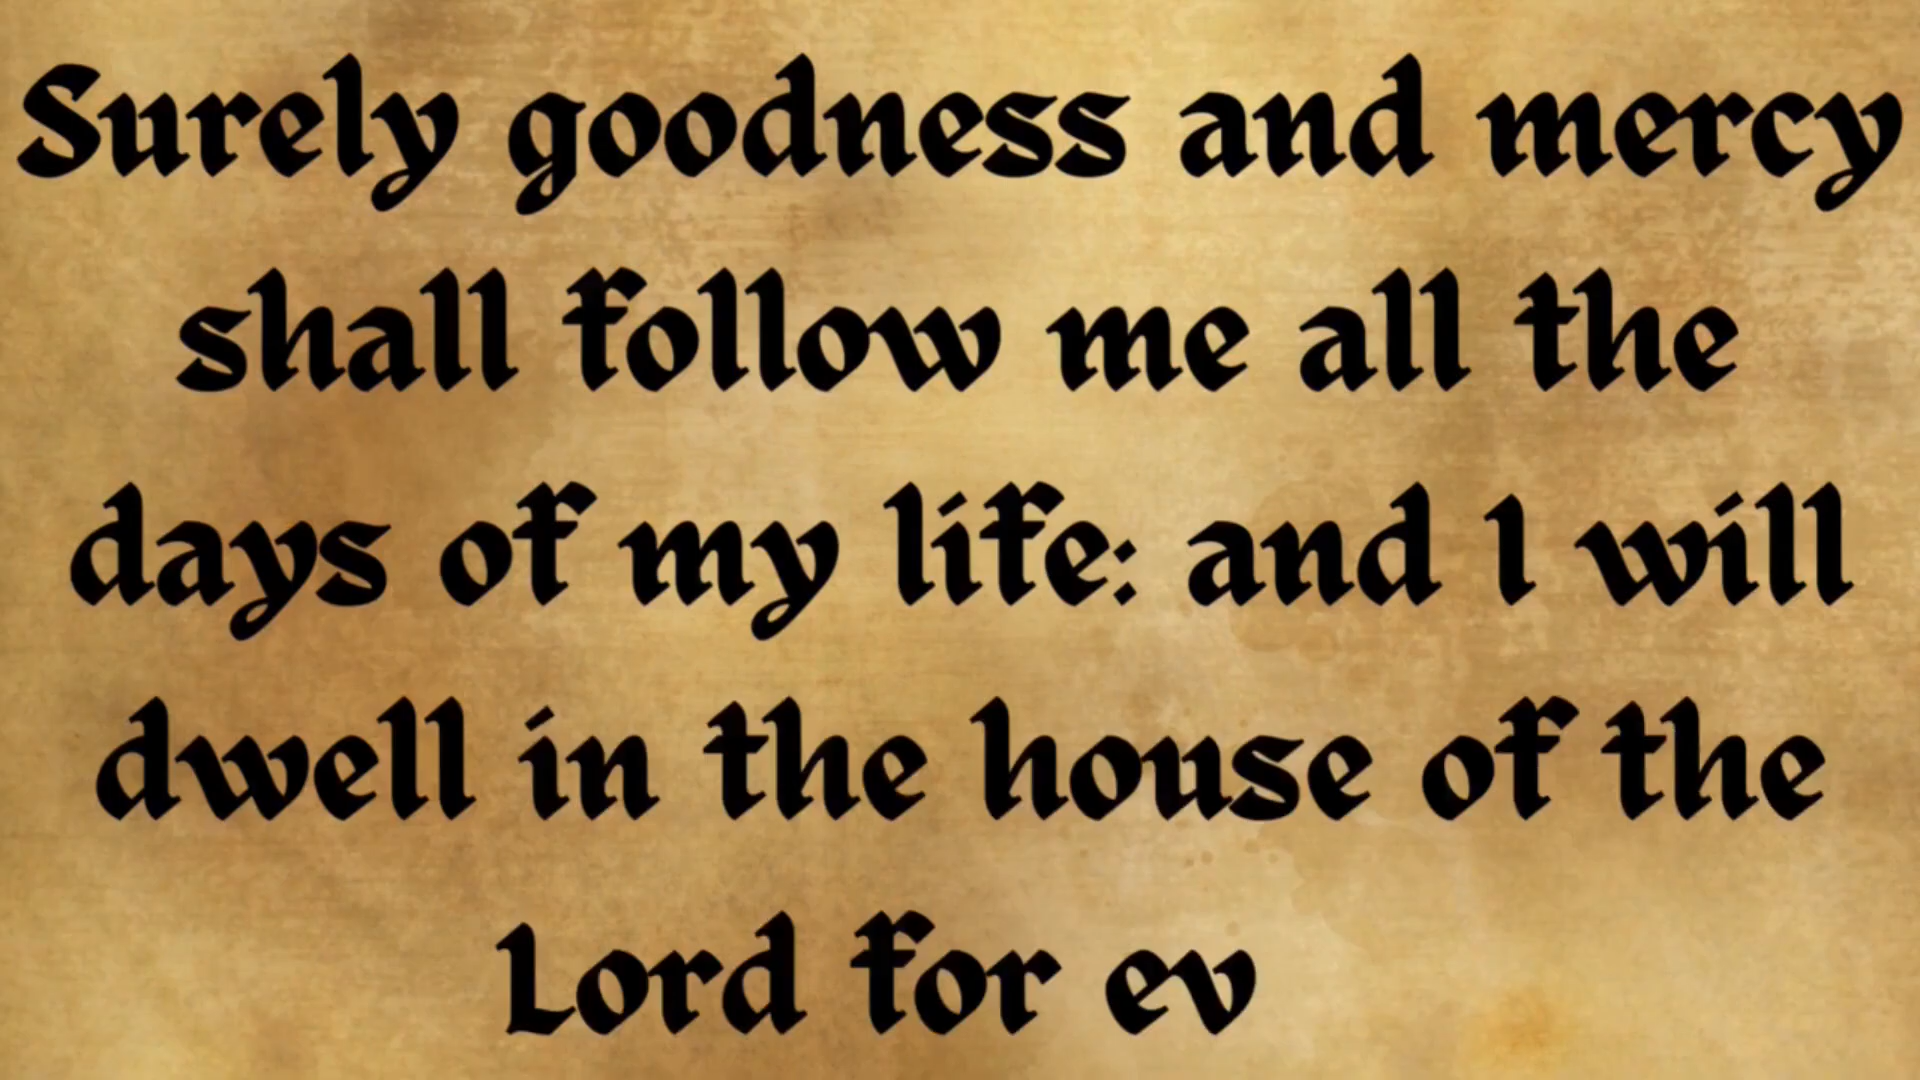 Surely goodness and mercy
shall follow me all the
days of my life: and I will
dwell in the house of the
Lord for ev